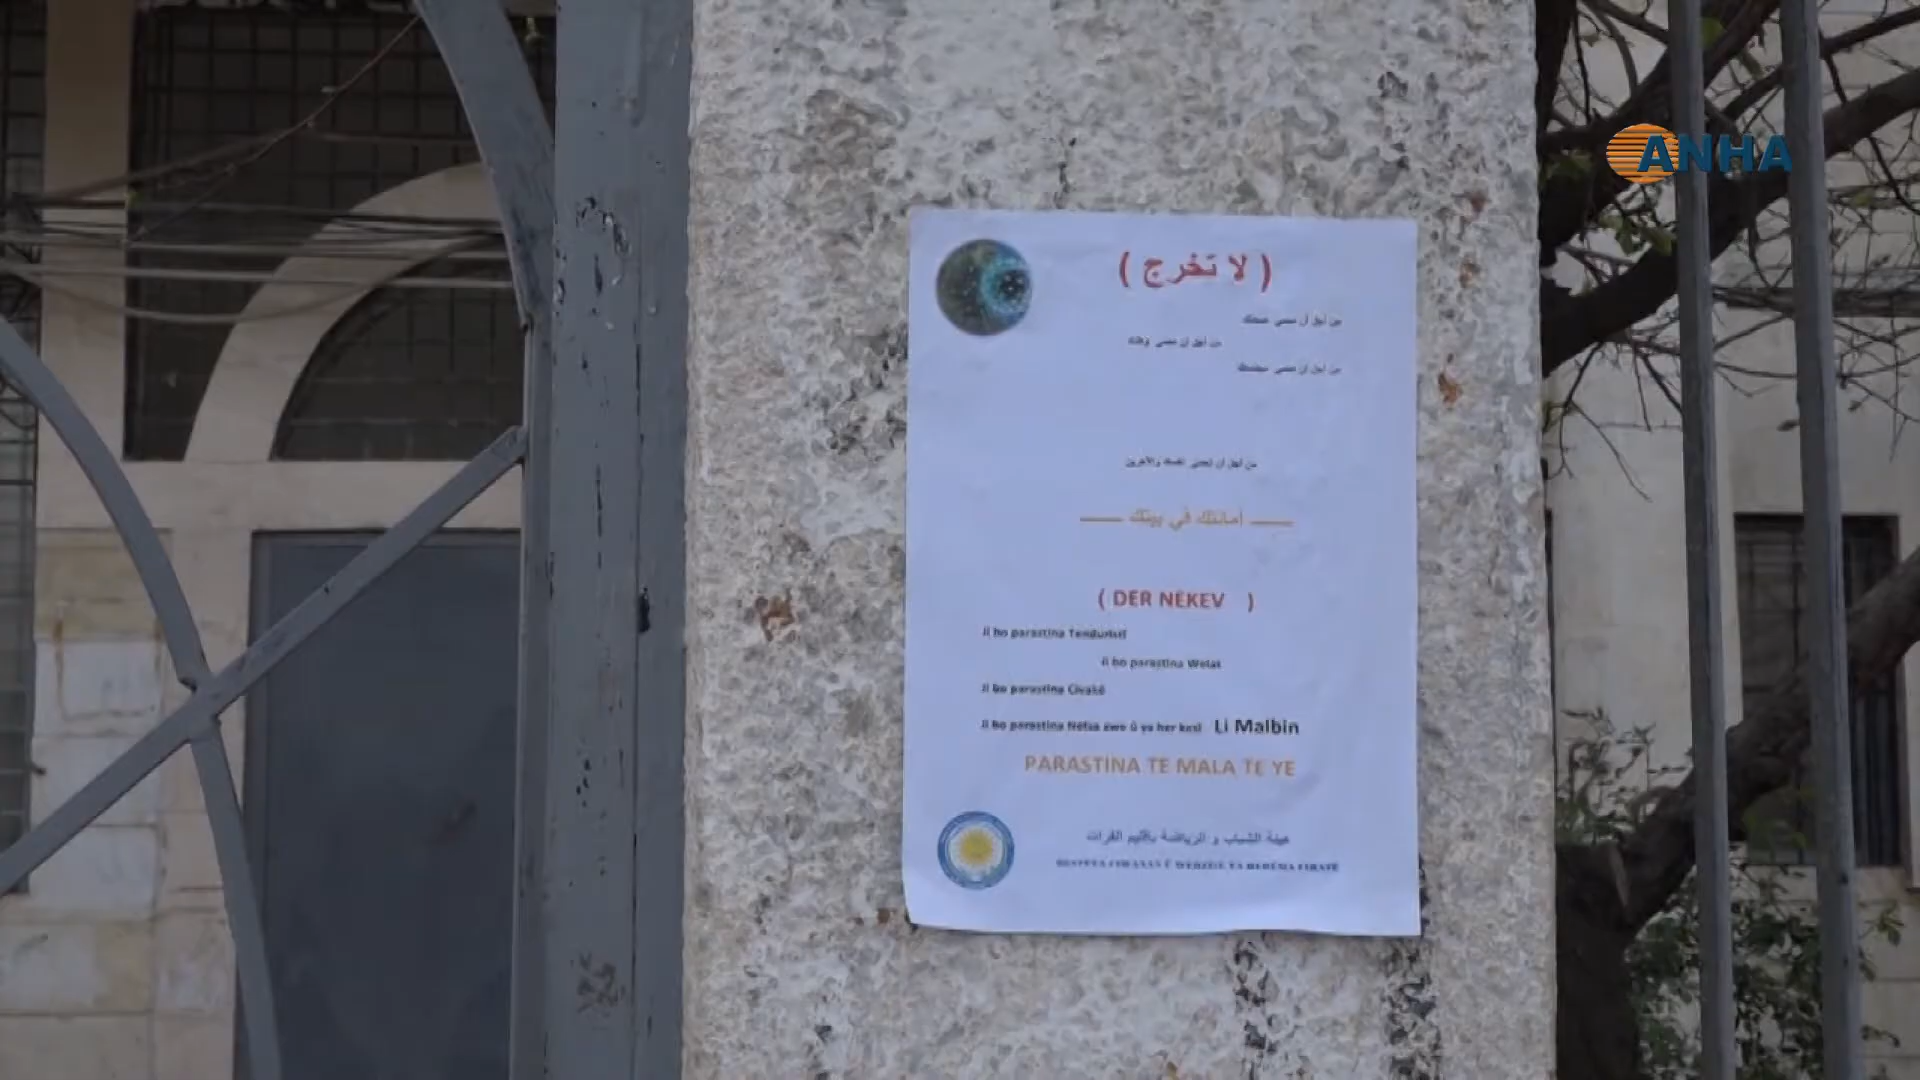 ANHA
( لا تخرج )
من أجل أن تحمي صحتك
من أجل أن تحمي وطنك
من أجل أن تحمي مجتمعك
من أجل أن تحمي نفسك والآخرين
أمانتك في بيتك
( DER NEKEV )
Ji bo parastina Tenduristî
Ji bo parastina Welat
Ji bo parastina Civakê
Ji bo parastina Nefsa xwe û ya her kesî Li Malbin
PARASTINA TE MALA TE YE
هيئة الشباب و الرياضة بإقليم الفرات